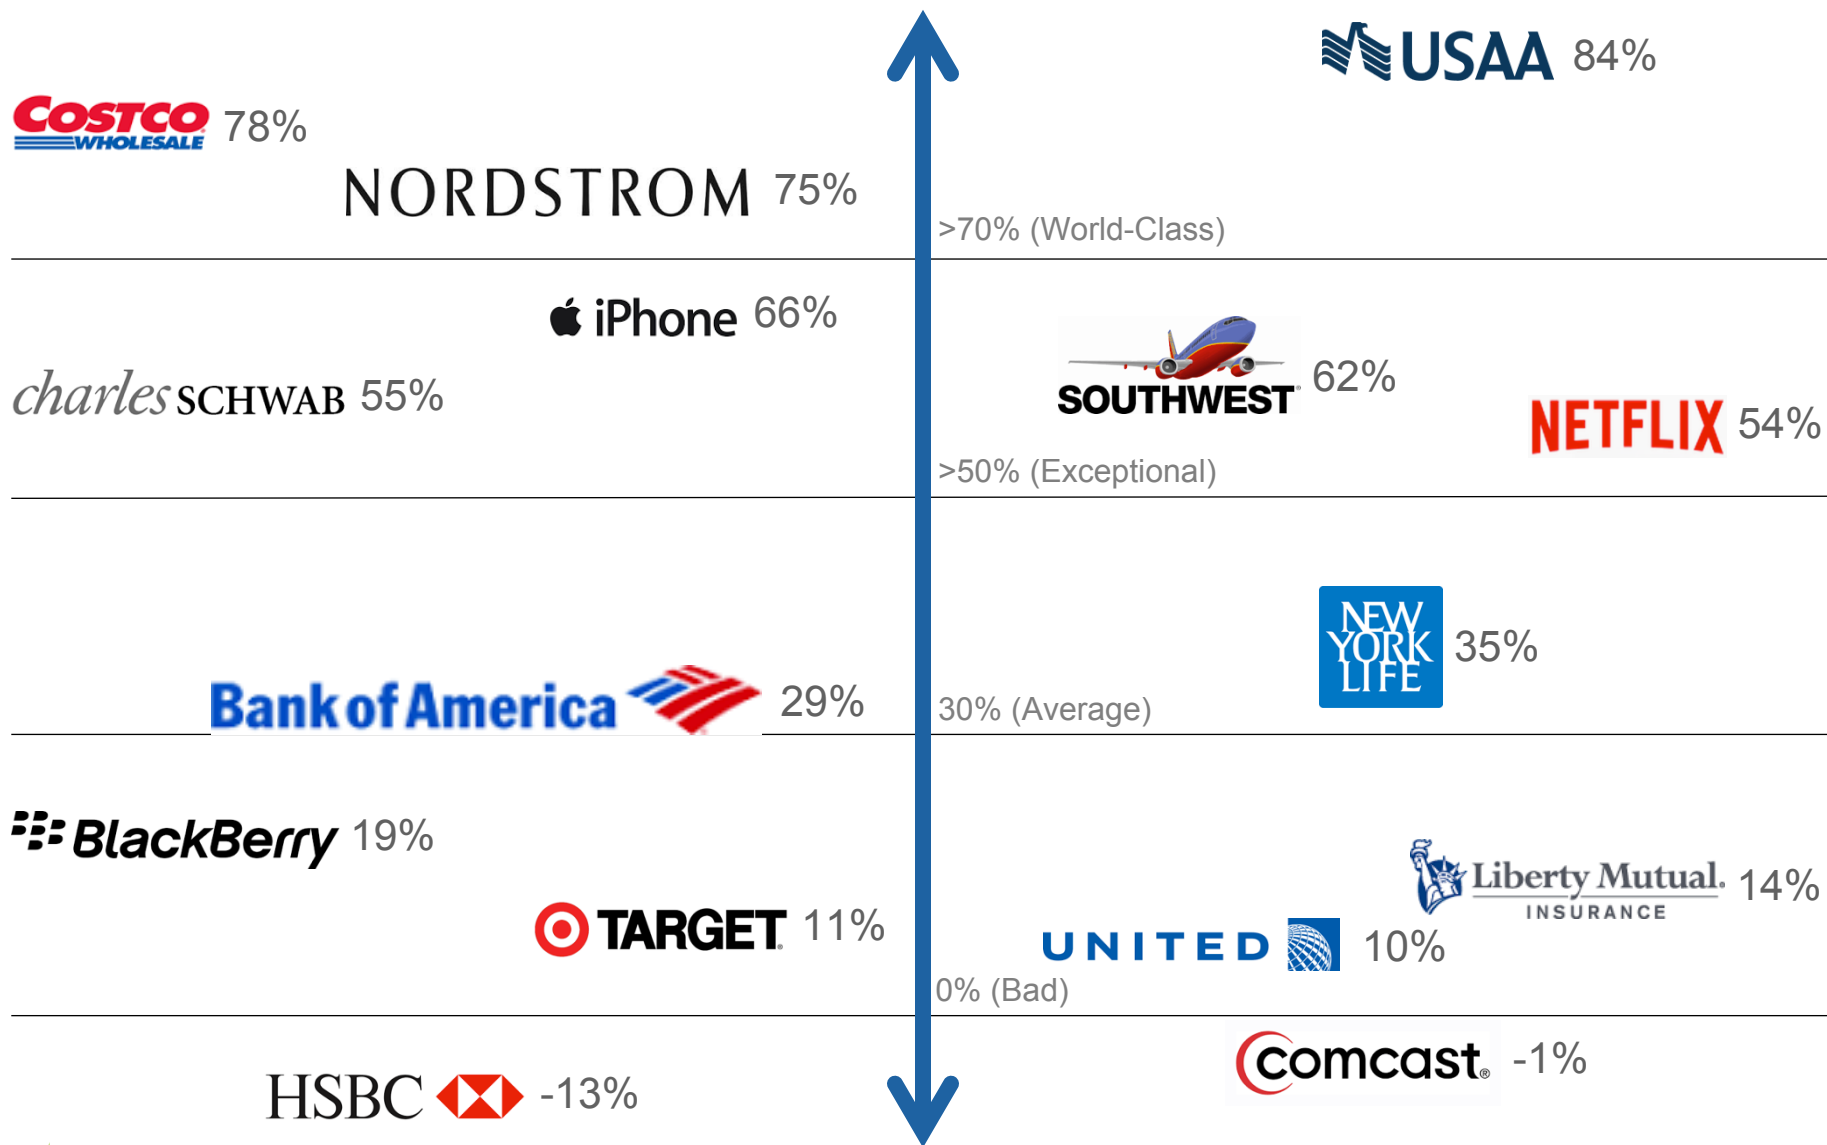 USAA 84%
COSTCO WHOLESALE 78%
NORDSTROM 75%
>70% (World-Class)
iPhone 66%
SOUTHWEST 62%
charles SCHWAB 55%
NETFLIX 54%
>50% (Exceptional)
NEW YORK LIFE 35%
Bank of America 29%
30% (Average)
BlackBerry 19%
Liberty Mutual. INSURANCE 14%
TARGET 11%
UNITED 10%
0% (Bad)
Comcast® -1%
HSBC -13%